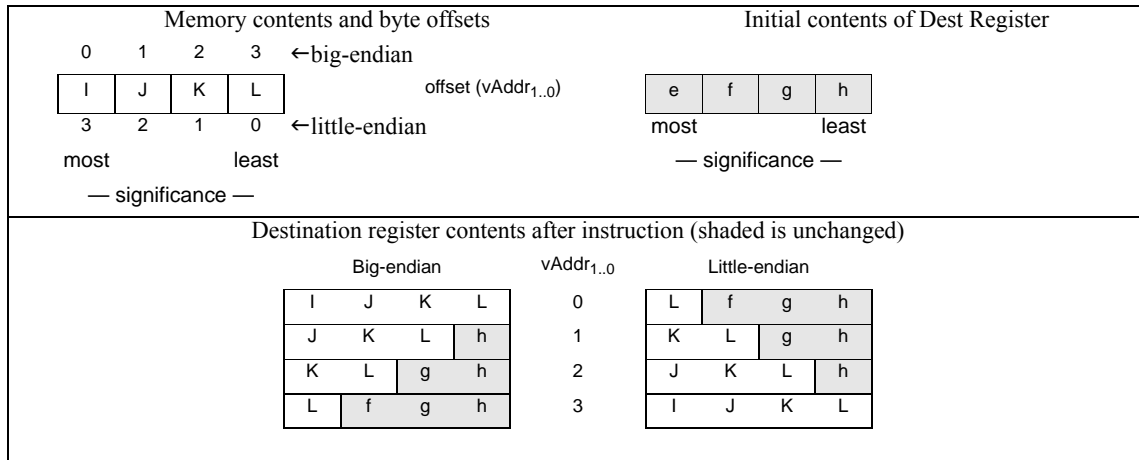 Memory contents and byte offsets
Initial contents of Dest Register
0 1 2 3 ←big-endian
I J K L
offset (vAddr1..0)
e f g h
3 2 1 0 ←little-endian
most least
most least
— significance —
— significance —
Destination register contents after instruction (shaded is unchanged)
Big-endian vAddr1..0 Little-endian
I J K L 0 L f g h
J K L h 1 K L g h
K L g h 2 J K L h
L f g h 3 I J K L